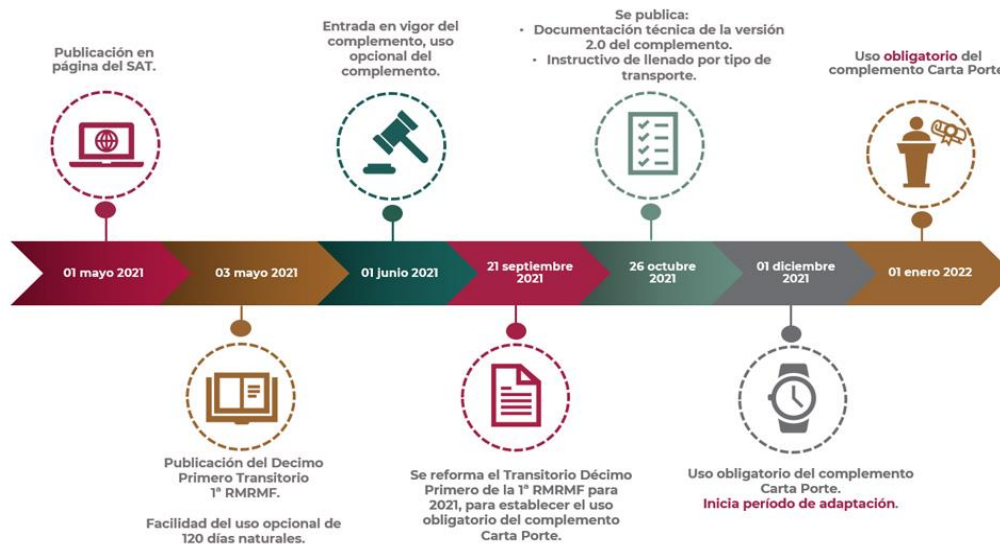 Publicación en
página del SAT.
Entrada en vigor del
complemento, uso
opcional del
complemento.
Se publica:
• Documentación técnica de la versión
2.0 del complemento.
• Instructivo de llenado por tipo de
transporte.
Uso obligatorio del
complemento Carta Porte
01 mayo 2021
03 mayo 2021
01 junio 2021
21 septiembre
2021
26 octubre
2021
01 diciembre
2021
01 enero 2022
Publicación del Decimo
Primero Transitorio
1ª RMRMF.
Facilidad del uso opcional de
120 días naturales.
Se reforma el Transitorio Décimo
Primero de la 1ª RMRMF para
2021, para establecer el uso
obligatorio del complemento
Carta Porte.
Uso obligatorio del complemento
Carta Porte.
Inicia período de adaptación.